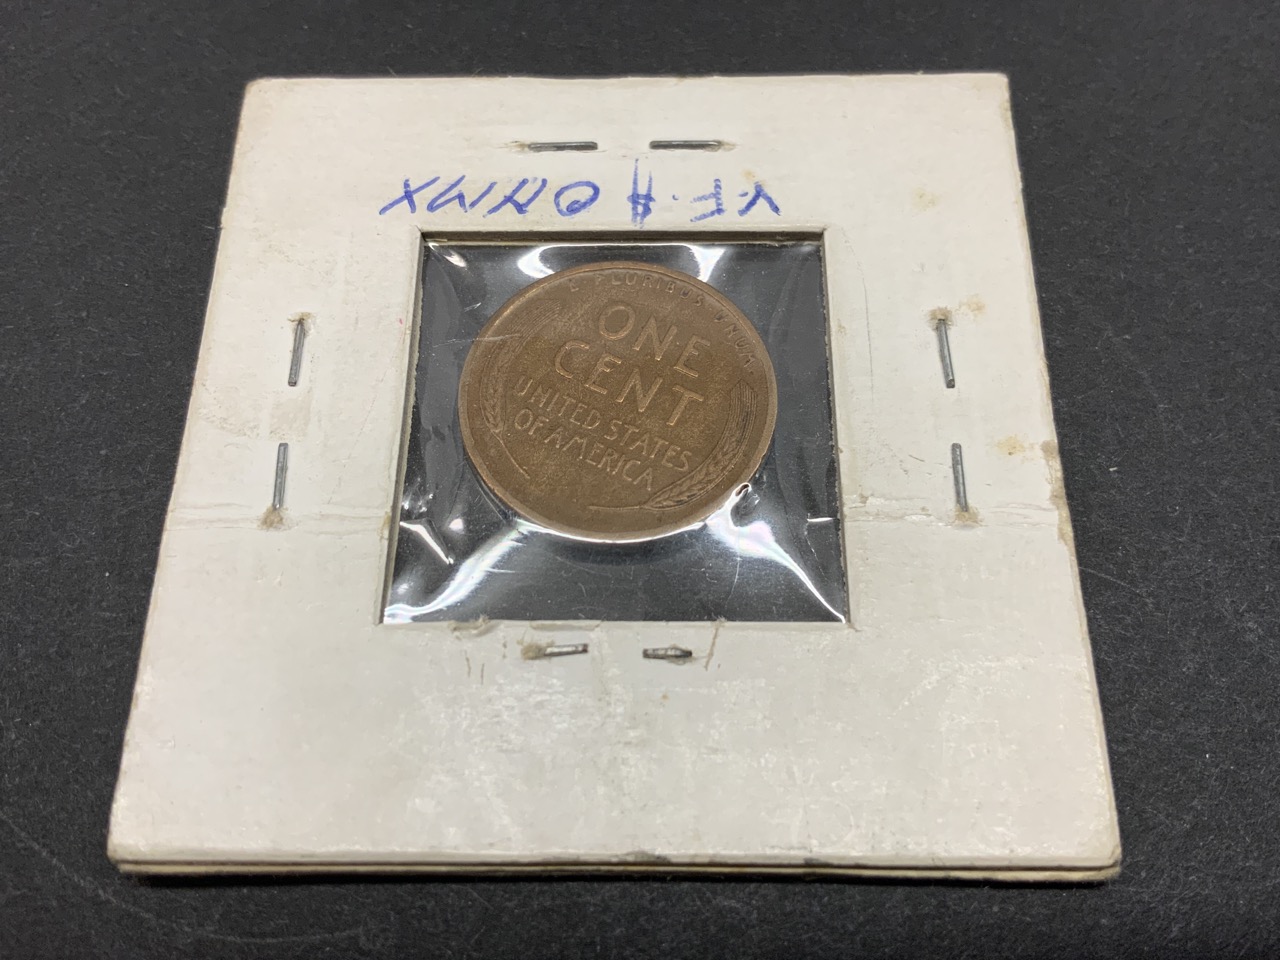 V-F.
E PLURIBUS UNUM
ONE
CENT
UNITED STATES
OF AMERICA